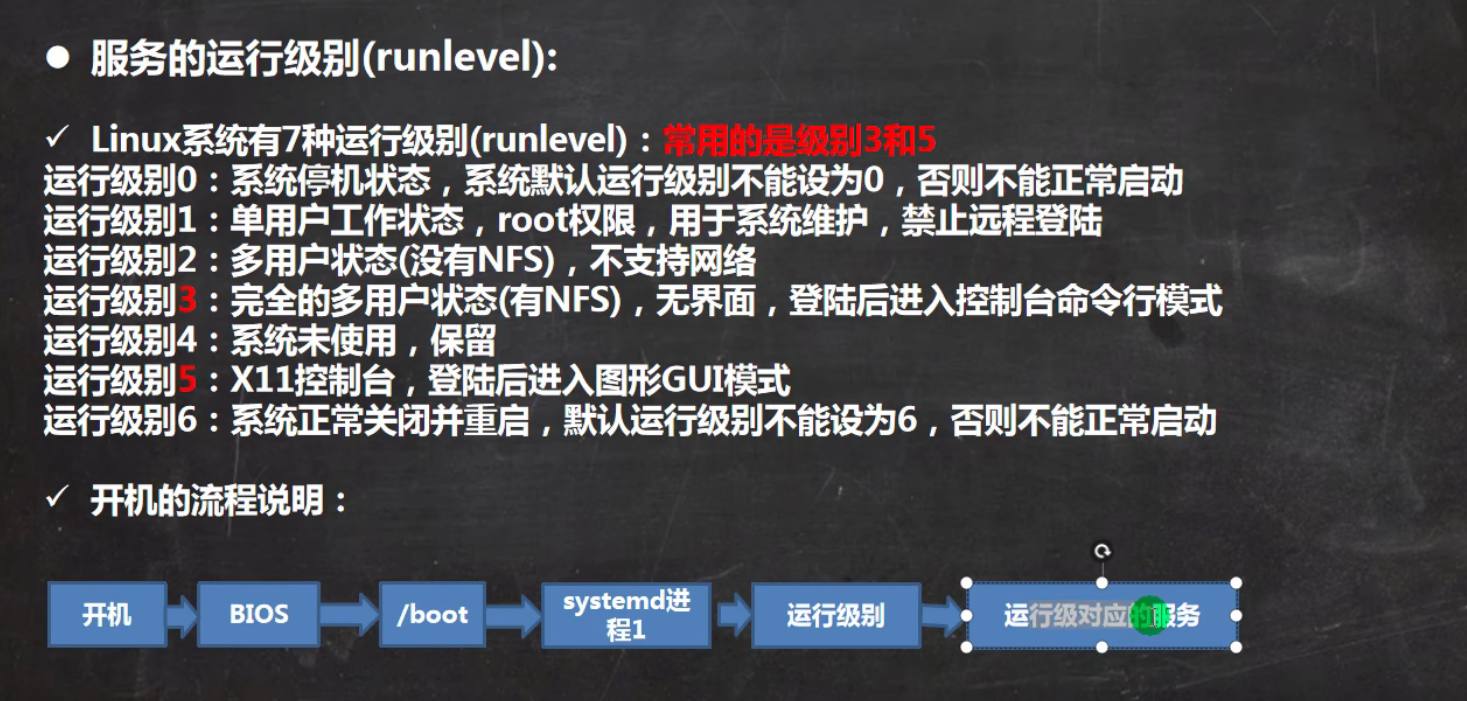 服务的运行级别(runlevel):
Linux系统有7种运行级别(runlevel)：常用的是级别3和5
运行级别0：系统停机状态，系统默认运行级别不能设为0，否则不能正常启动
运行级别1：单用户工作状态，root权限，用于系统维护，禁止远程登陆
运行级别2：多用户状态(没有NFS)，不支持网络
运行级别3：完全的多用户状态(有NFS)，无界面，登陆后进入控制台命令行模式
运行级别4：系统未使用，保留
运行级别5：X11控制台，登陆后进入图形GUI模式
运行级别6：系统正常关闭并重启，默认运行级别不能设为6，否则不能正常启动
开机的流程说明：
开机
BIOS
/boot
systemd进
程1
运行级别
运行级对应的服务